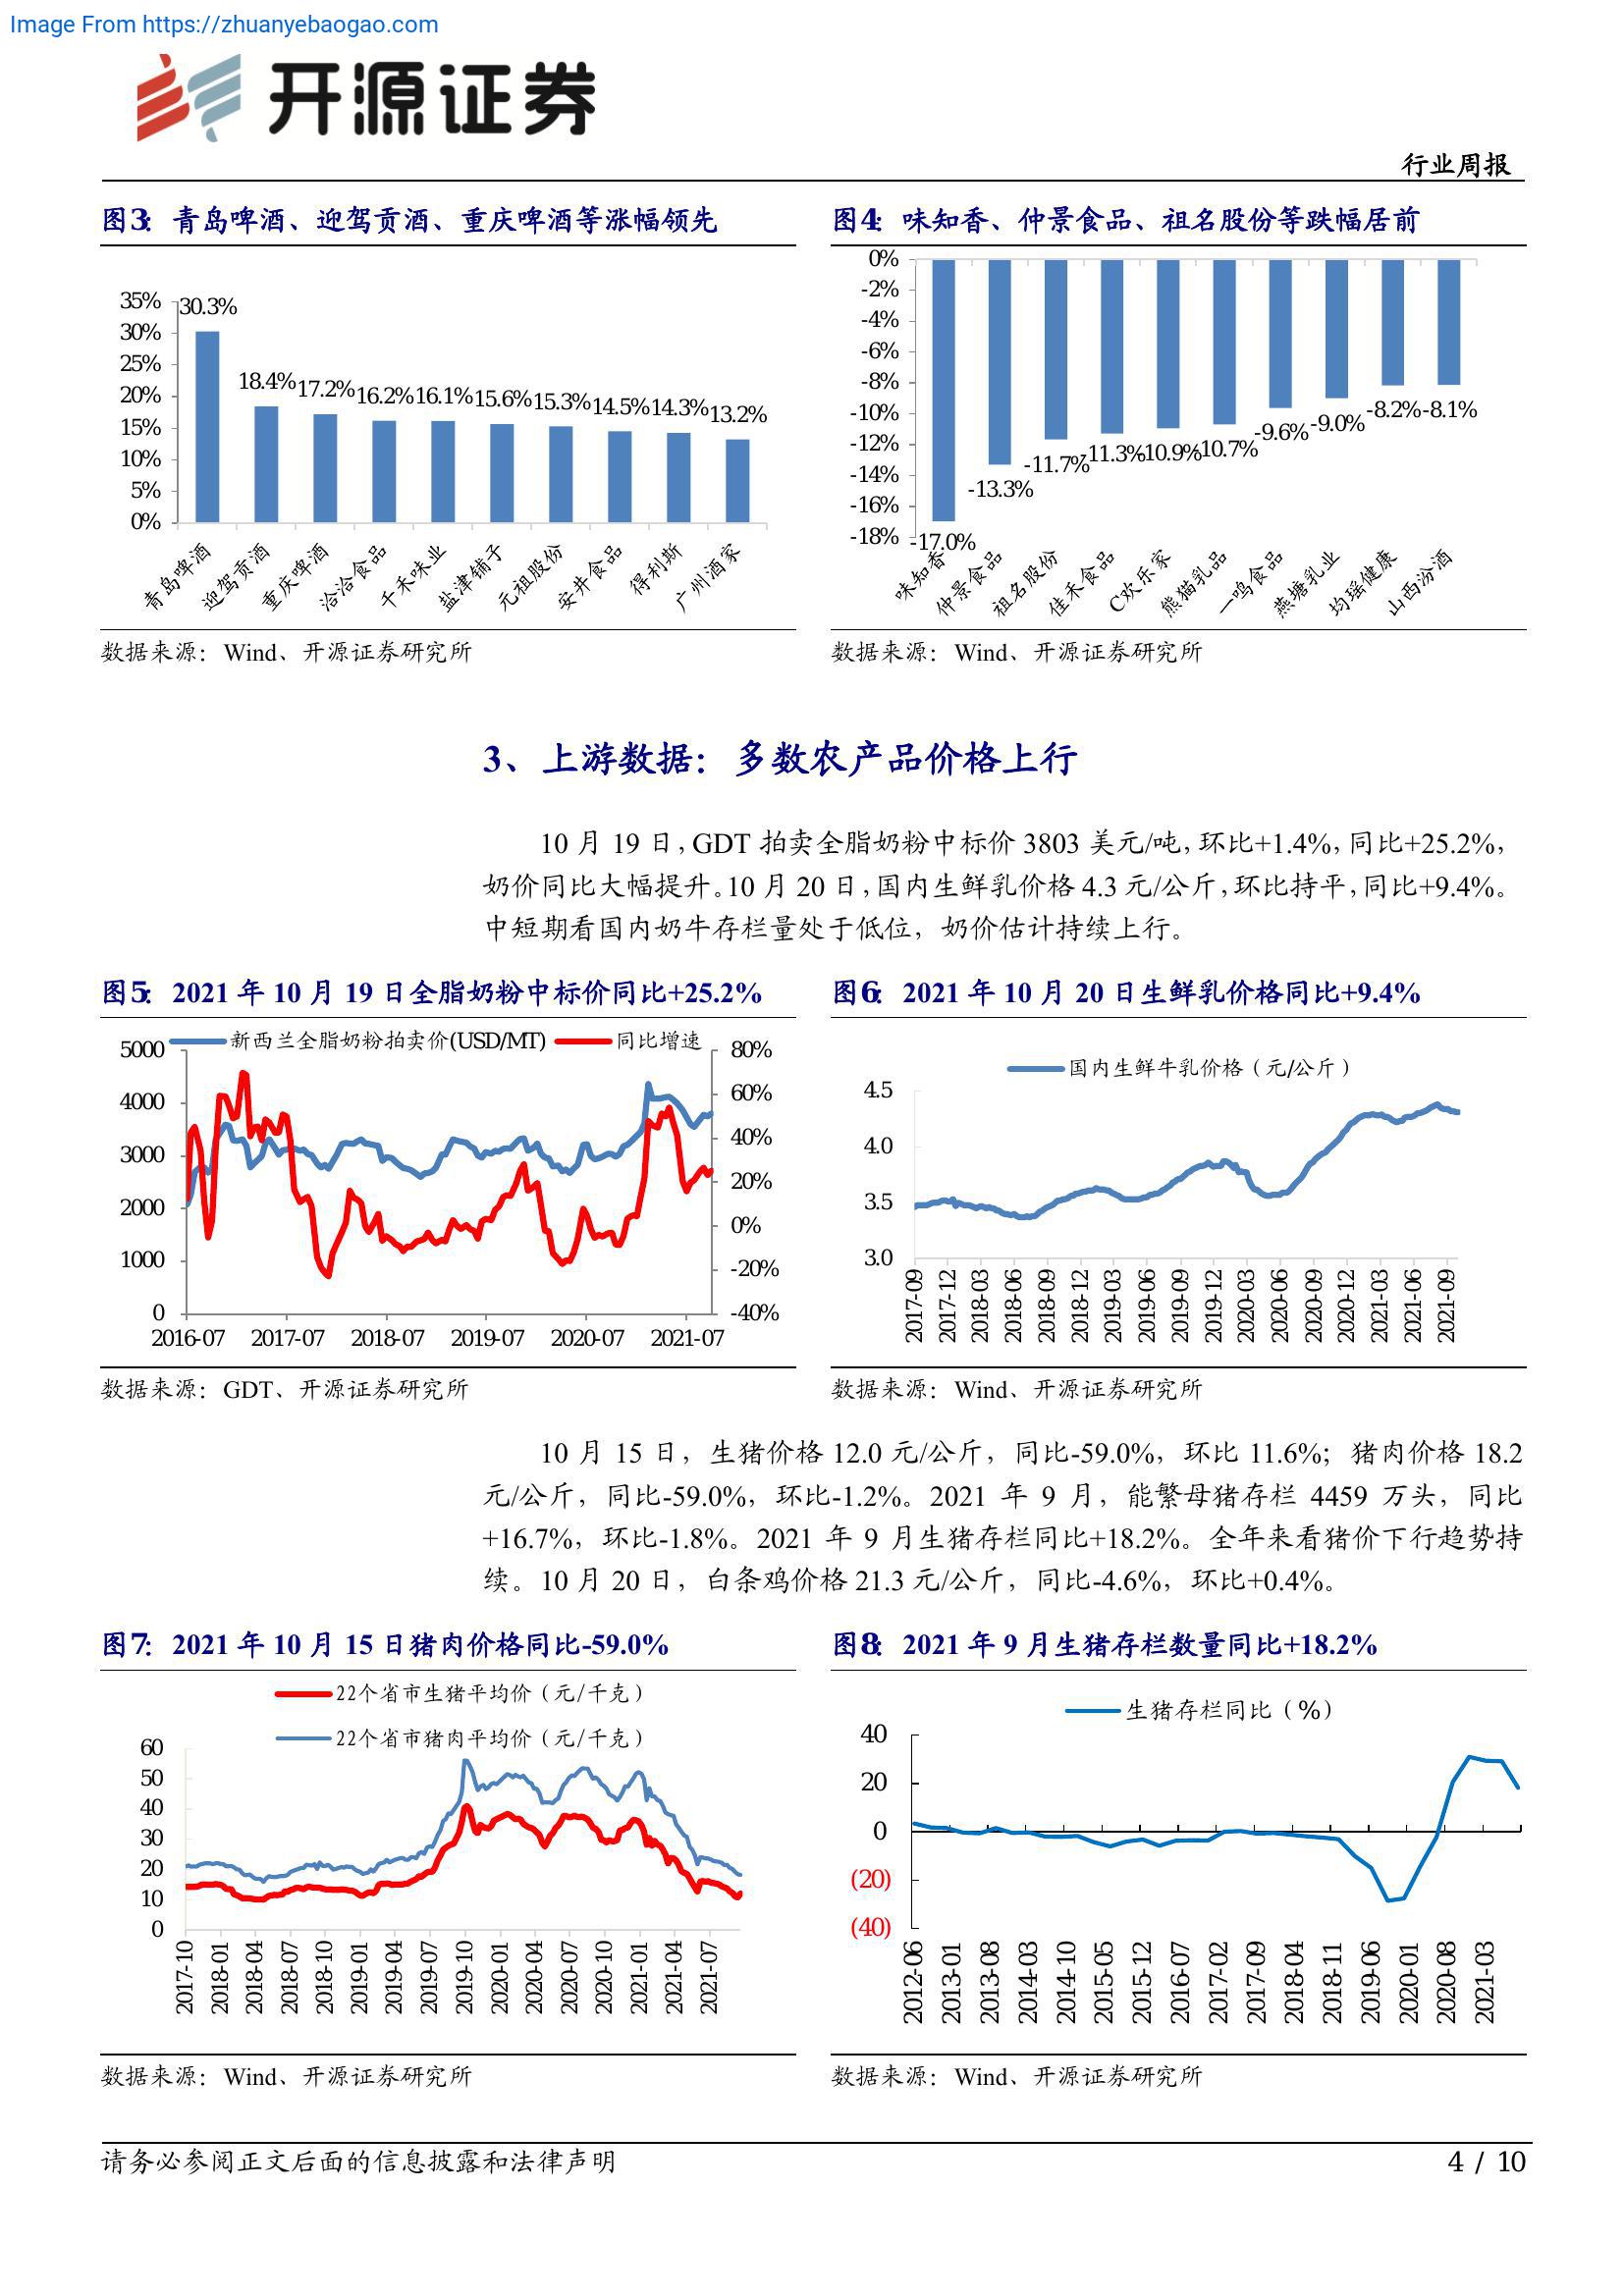 Image From https://zhuanyebaogao.com
开源证券
行业周报
图3: 青岛啤酒、迎驾贡酒、重庆啤酒等涨幅领先
35%
30%
25%
20%
15%
10%
5%
0%
30.3%
18.4%
17.2%
16.2%
16.1%
15.6%
15.3%
14.5%
14.3%
13.2%
青岛啤酒
迎驾贡酒
重庆啤酒
洽洽食品
千禾味业
盐津铺子
元祖股份
安井食品
得利斯
广州酒家
数据来源：Wind、开源证券研究所
图4: 味知香、仲景食品、祖名股份等跌幅居前
0%
-2%
-4%
-6%
-8%
-10%
-12%
-14%
-16%
-18%
-17.0%
-13.3%
-11.7%
-11.3%
-10.9%
-10.7%
-9.6%
-9.0%
-8.2%
-8.1%
味知香
仲景食品
祖名股份
佳禾食品
C欢乐家
熊猫乳品
一鸣食品
燕塘乳业
均瑶健康
山西汾酒
数据来源：Wind、开源证券研究所
3、上游数据：多数农产品价格上行
10 月 19 日，GDT 拍卖全脂奶粉中标价 3803 美元/吨，环比+1.4%，同比+25.2%，
奶价同比大幅提升。10 月 20 日，国内生鲜乳价格 4.3 元/公斤，环比持平，同比+9.4%。
中短期看国内奶牛存栏量处于低位，奶价估计持续上行。
图5: 2021 年 10 月 19 日全脂奶粉中标价同比+25.2%
新西兰全脂奶粉拍卖价(USD/MT)
同比增速
5000
4000
3000
2000
1000
0
80%
60%
40%
20%
0%
-20%
-40%
2016-07
2017-07
2018-07
2019-07
2020-07
2021-07
数据来源：GDT、开源证券研究所
图6: 2021 年 10 月 20 日生鲜乳价格同比+9.4%
国内生鲜牛乳价格（元/公斤）
4.5
4.0
3.5
3.0
2017-09
2017-12
2018-03
2018-06
2018-09
2018-12
2019-03
2019-06
2019-09
2019-12
2020-03
2020-06
2020-09
2020-12
2021-03
2021-06
2021-09
数据来源：Wind、开源证券研究所
10 月 15 日，生猪价格 12.0 元/公斤，同比-59.0%，环比 11.6%；猪肉价格 18.2
元/公斤，同比-59.0%，环比-1.2%。2021 年 9 月，能繁母猪存栏 4459 万头，同比
+16.7%，环比-1.8%。2021 年 9 月生猪存栏同比+18.2%。全年来看猪价下行趋势持
续。10 月 20 日，白条鸡价格 21.3 元/公斤，同比-4.6%，环比+0.4%。
图7: 2021 年 10 月 15 日猪肉价格同比-59.0%
22个省市生猪平均价（元/千克）
22个省市猪肉平均价（元/千克）
60
50
40
30
20
10
0
2017-10
2018-01
2018-04
2018-07
2018-10
2019-01
2019-04
2019-07
2019-10
2020-01
2020-04
2020-07
2020-10
2021-01
2021-04
2021-07
数据来源：Wind、开源证券研究所
图8: 2021 年 9 月生猪存栏数量同比+18.2%
生猪存栏同比（%）
40
20
0
(20)
(40)
2012-06
2013-01
2013-08
2014-03
2014-10
2015-05
2015-12
2016-07
2017-02
2017-09
2018-04
2018-11
2019-06
2020-01
2020-08
2021-03
数据来源：Wind、开源证券研究所
请务必参阅正文后面的信息披露和法律声明
4 / 10